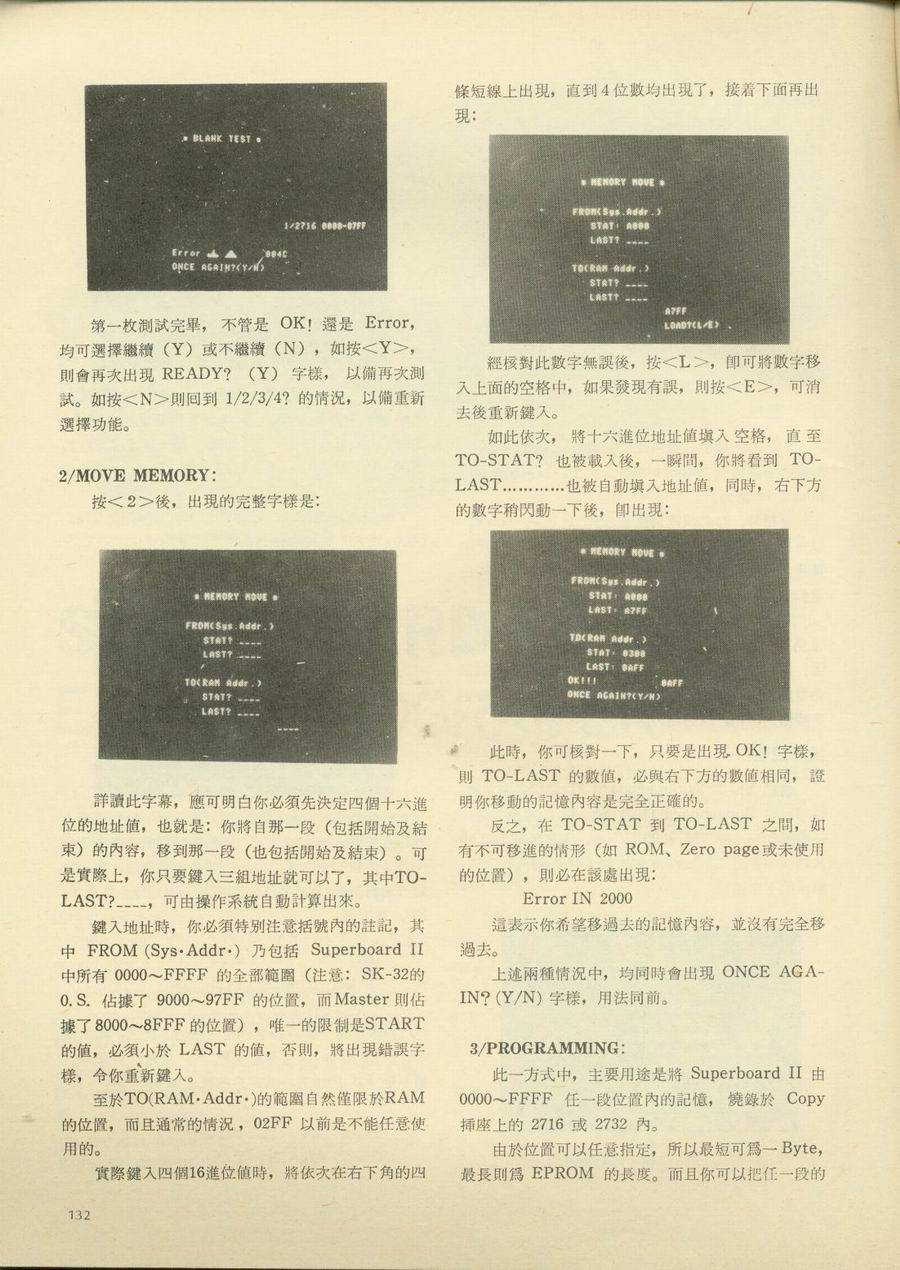 * BLANK TEST *
1/2716 0000-07FF
Error 004C
ONCE AGAIN?(Y/N)
第一枚測試完畢，不管是 OK！還是 Error，
均可選擇繼續（Y）或不繼續（N），如按＜Y＞，
則會再次出現 READY？（Y）字樣，以備再次測
試。如按＜N＞則回到 1/2/3/4？的情況，以備重新
選擇功能。
2/MOVE MEMORY：
按＜2＞後，出現的完整字樣是：
* MEMORY MOVE *
FROM(Sys.Addr.)
STAT? ____
LAST? ____
TO(RAM Addr.)
STAT? ____
LAST? ____
____
詳讀此字幕，應可明白你必須先決定四個十六進
位的地址值，也就是：你將自那一段（包括開始及結
束）的內容，移到那一段（也包括開始及結束）。可
是實際上，你只要鍵入三組地址就可以了，其中TO-
LAST?____，可由操作系統自動計算出來。
鍵入地址時，你必須特別注意括號內的註記，其
中 FROM (Sys·Addr·) 乃包括 Superboard II
中所有 0000～FFFF 的全部範圍（注意：SK-32的
O. S. 佔據了 9000～97FF 的位置，而 Master 則佔
據了8000～8FFF 的位置），唯一的限制是START
的值，必須小於 LAST 的值，否則，將出現錯誤字
樣，令你重新鍵入。
至於TO(RAM·Addr·)的範圍自然僅限於RAM
的位置，而且通常的情況，02FF 以前是不能任意使
用的。
實際鍵入四個16進位值時，將依次在右下角的四
132
條短線上出現，直到4位數均出現了，接着下面再出
現：
* MEMORY MOVE *
FROM(Sys.Addr.)
STAT: A000
LAST? ____
TO(RAM Addr.)
STAT? ____
LAST? ____
A7FF
LOAD?(L/E)
經核對此數字無誤後，按＜L＞，即可將數字移
入上面的空格中，如果發現有誤，則按＜E＞，可消
去後重新鍵入。
如此依次，將十六進位地址值填入空格，直至
TO-STAT？也被載入後，一瞬間，你將看到 TO-
LAST…………也被自動填入地址值，同時，右下方
的數字稍閃動一下後，即出現：
* MEMORY MOVE *
FROM(Sys.Addr.)
STAT: A000
LAST: A7FF
TO(RAM Addr.)
STAT: 0300
LAST: 0AFF
OK!!! 0AFF
ONCE AGAIN?(Y/N)
此時，你可核對一下，只要是出現 OK！字樣，
則 TO-LAST 的數值，必與右下方的數值相同，證
明你移動的記憶內容是完全正確的。
反之，在 TO-STAT 到 TO-LAST 之間，如
有不可移進的情形（如 ROM、Zero page或未使用
的位置），則必在該處出現：
Error IN 2000
這表示你希望移過去的記憶內容，並沒有完全移
過去。
上述兩種情況中，均同時會出現 ONCE AGA-
IN? (Y/N) 字樣，用法同前。
3/PROGRAMMING：
此一方式中，主要用途是將 Superboard II 由
0000～FFFF 任一段位置內的記憶，燒錄於 Copy
插座上的 2716 或 2732 內。
由於位置可以任意指定，所以最短可爲一 Byte，
最長則爲 EPROM 的長度。而且你可以把任一段的